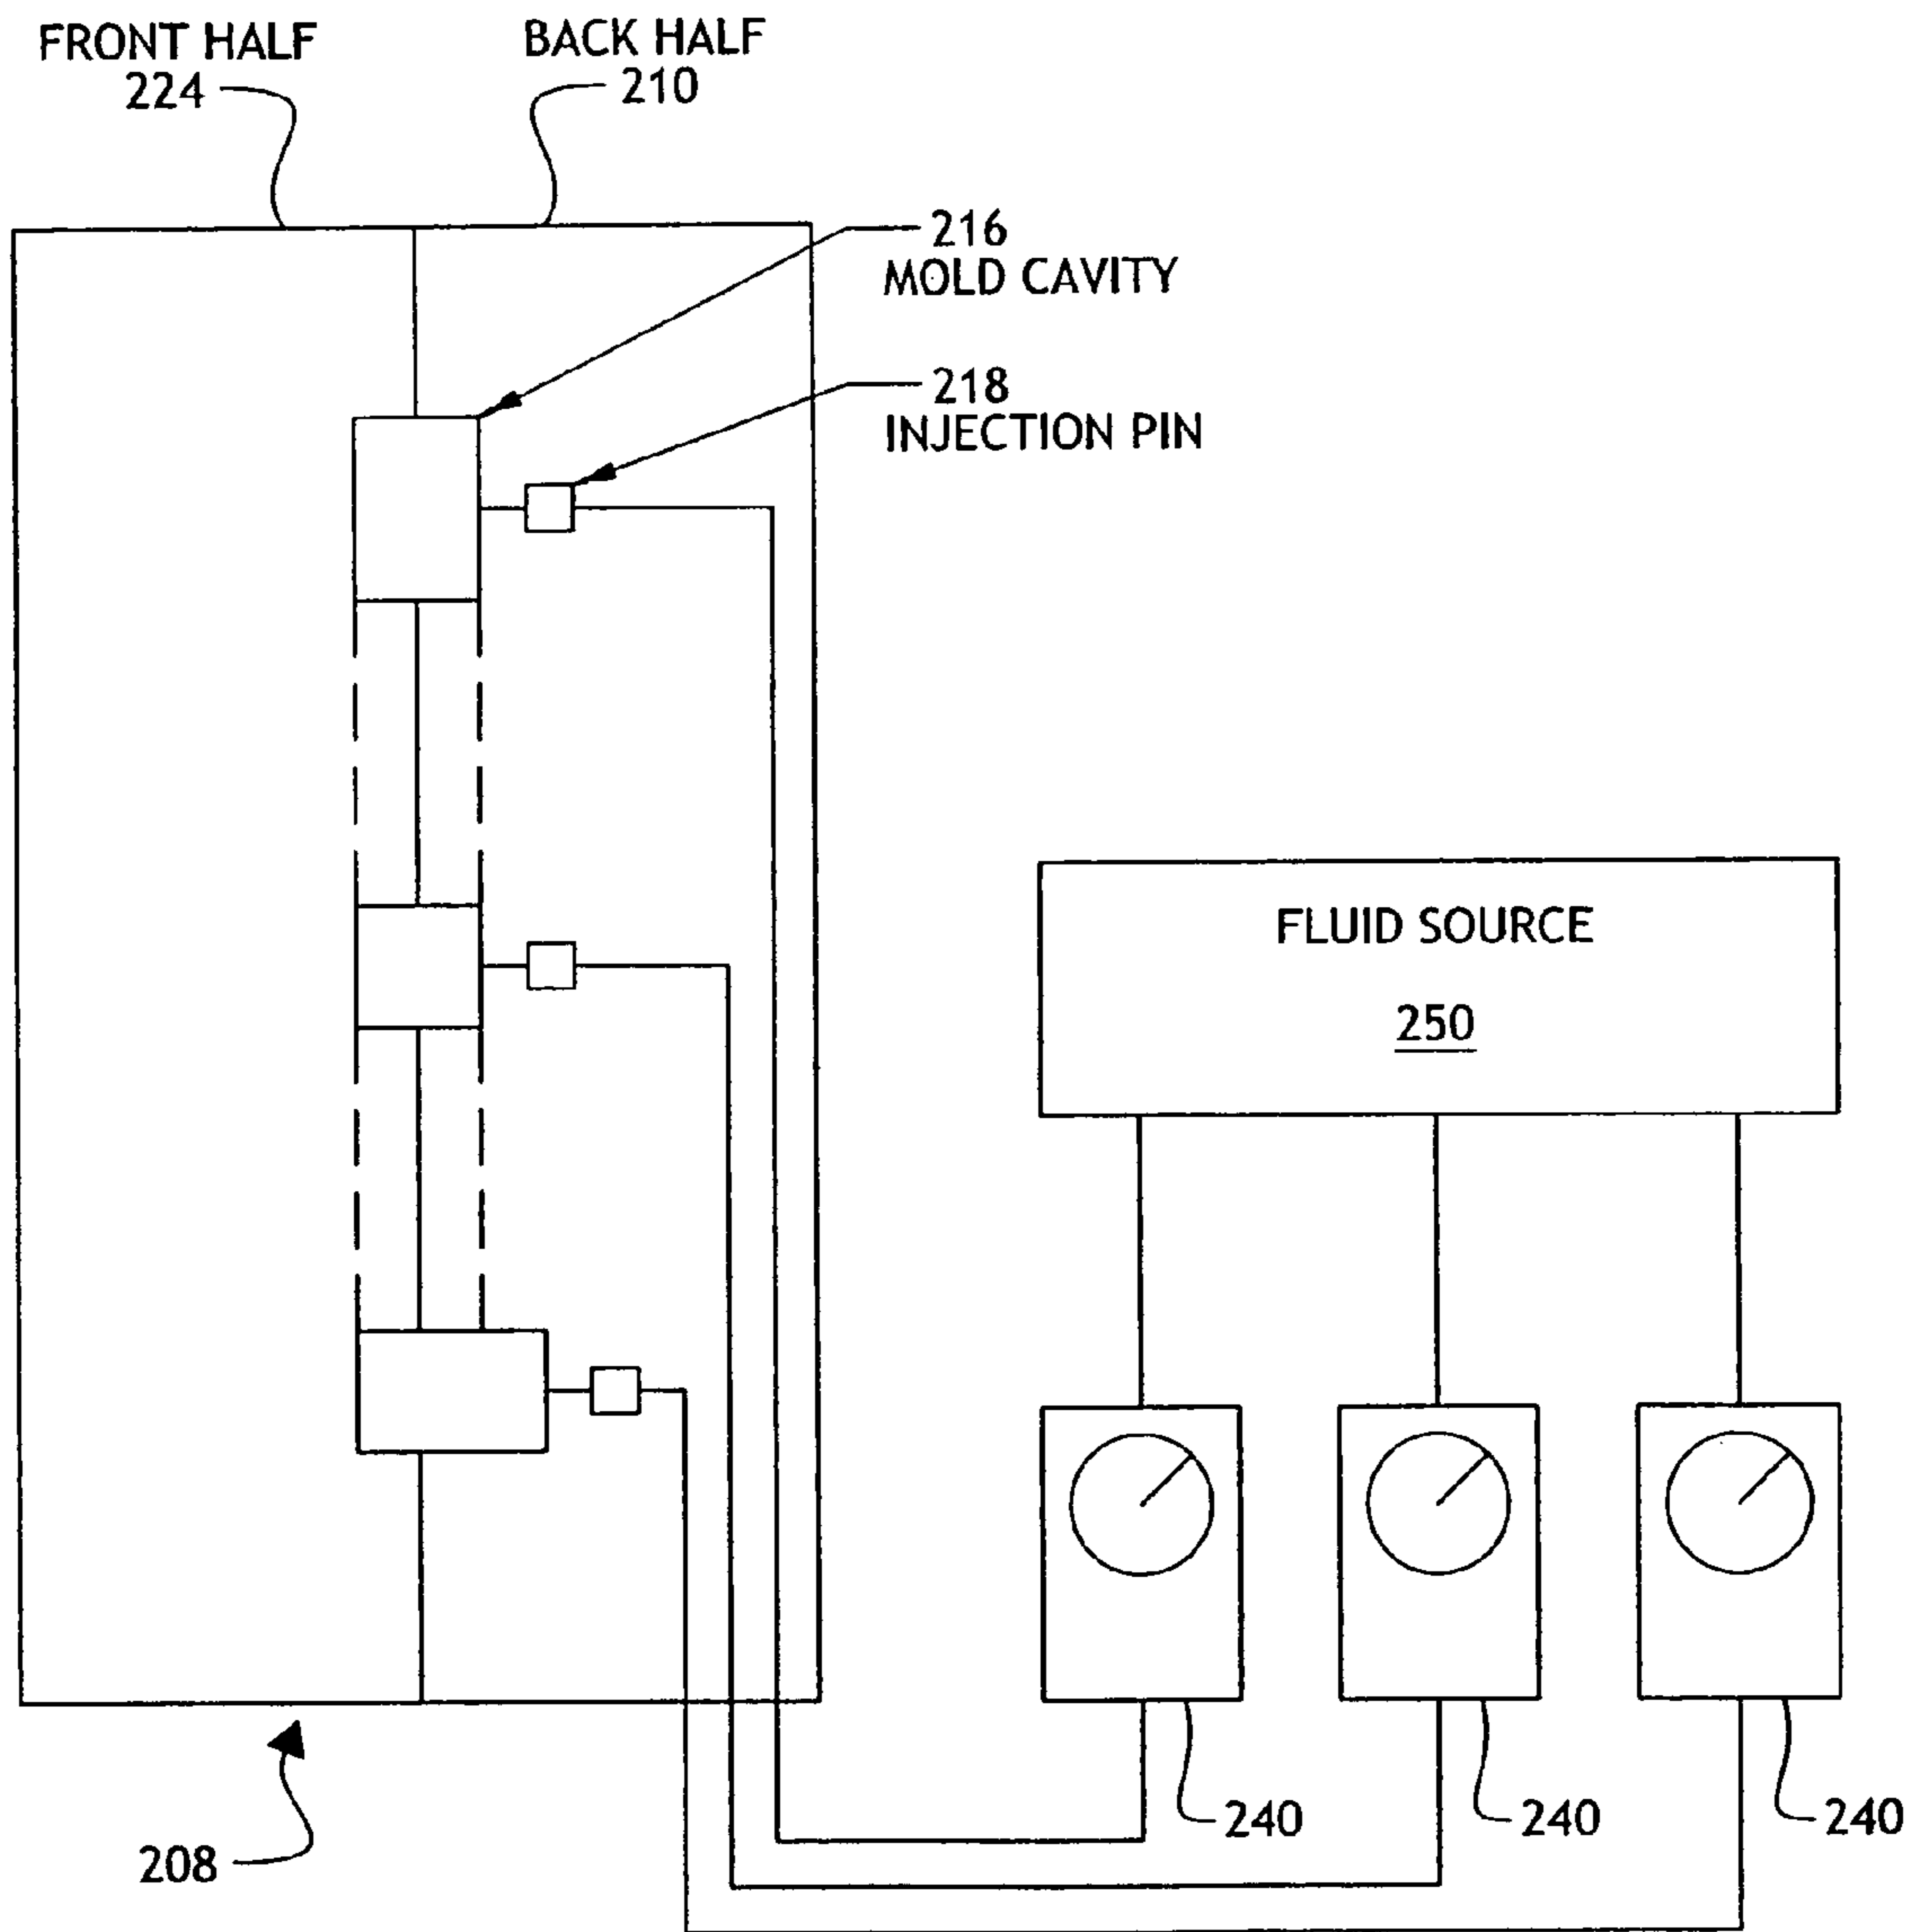 FRONT HALF
224
BACK HALF
210
216
MOLD CAVITY
218
INJECTION PIN
FLUID SOURCE
250
240
240
240
208